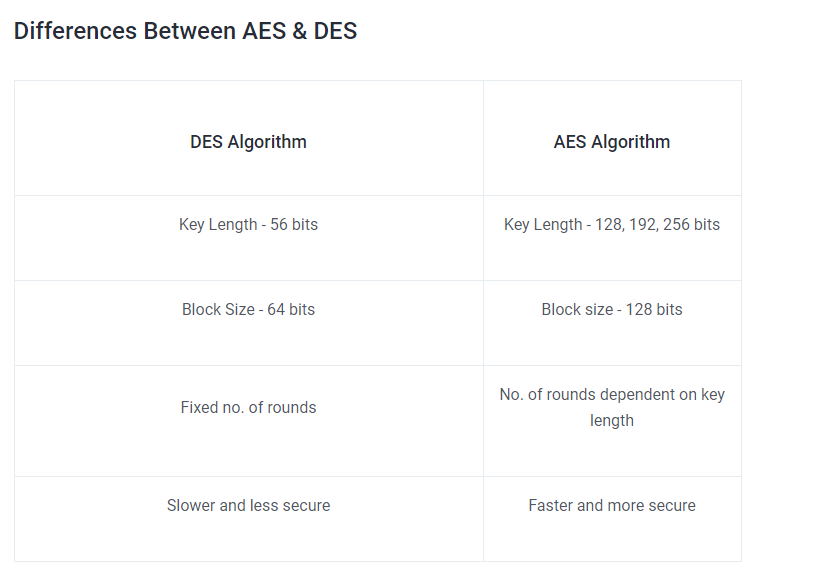 Differences Between AES & DES
DES Algorithm
AES Algorithm
Key Length - 56 bits
Key Length - 128, 192, 256 bits
Block Size - 64 bits
Block size - 128 bits
Fixed no. of rounds
No. of rounds dependent on key
length
Slower and less secure
Faster and more secure